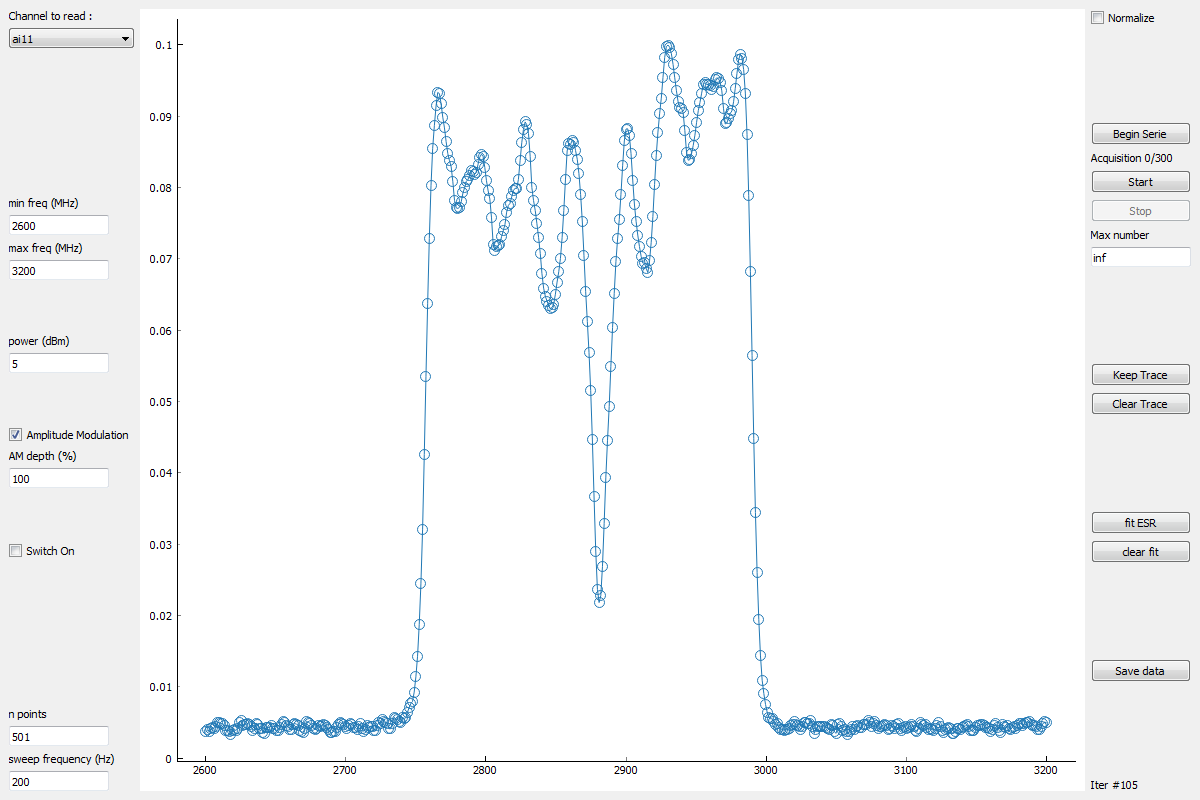 Channel to read :
ai11
min freq (MHz)
2600
max freq (MHz)
3200
power (dBm)
5
Amplitude Modulation
AM depth (%)
100
Switch On
n points
501
sweep frequency (Hz)
200
0.1
0.09
0.08
0.07
0.06
0.05
0.04
0.03
0.02
0.01
0
2600 2700 2800 2900 3000 3100 3200
Normalize
Begin Serie
Acquisition 0/300
Start
Stop
Max number
inf
Keep Trace
Clear Trace
fit ESR
clear fit
Save data
Iter #105